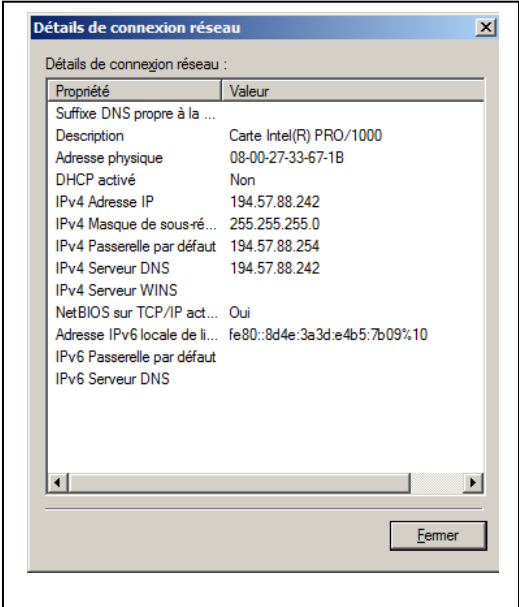 Détails de connexion réseau
Détails de connexion réseau :
Propriété Valeur
Suffixe DNS propre à la ...
Description Carte Intel(R) PRO/1000
Adresse physique 08-00-27-33-67-1B
DHCP activé Non
IPv4 Adresse IP 194.57.88.242
IPv4 Masque de sous-ré... 255.255.255.0
IPv4 Passerelle par défaut 194.57.88.254
IPv4 Serveur DNS 194.57.88.242
IPv4 Serveur WINS
NetBIOS sur TCP/IP act... Oui
Adresse IPv6 locale de li... fe80::8d4e:3a3d:e4b5:7b09%10
IPv6 Passerelle par défaut
IPv6 Serveur DNS
Fermer